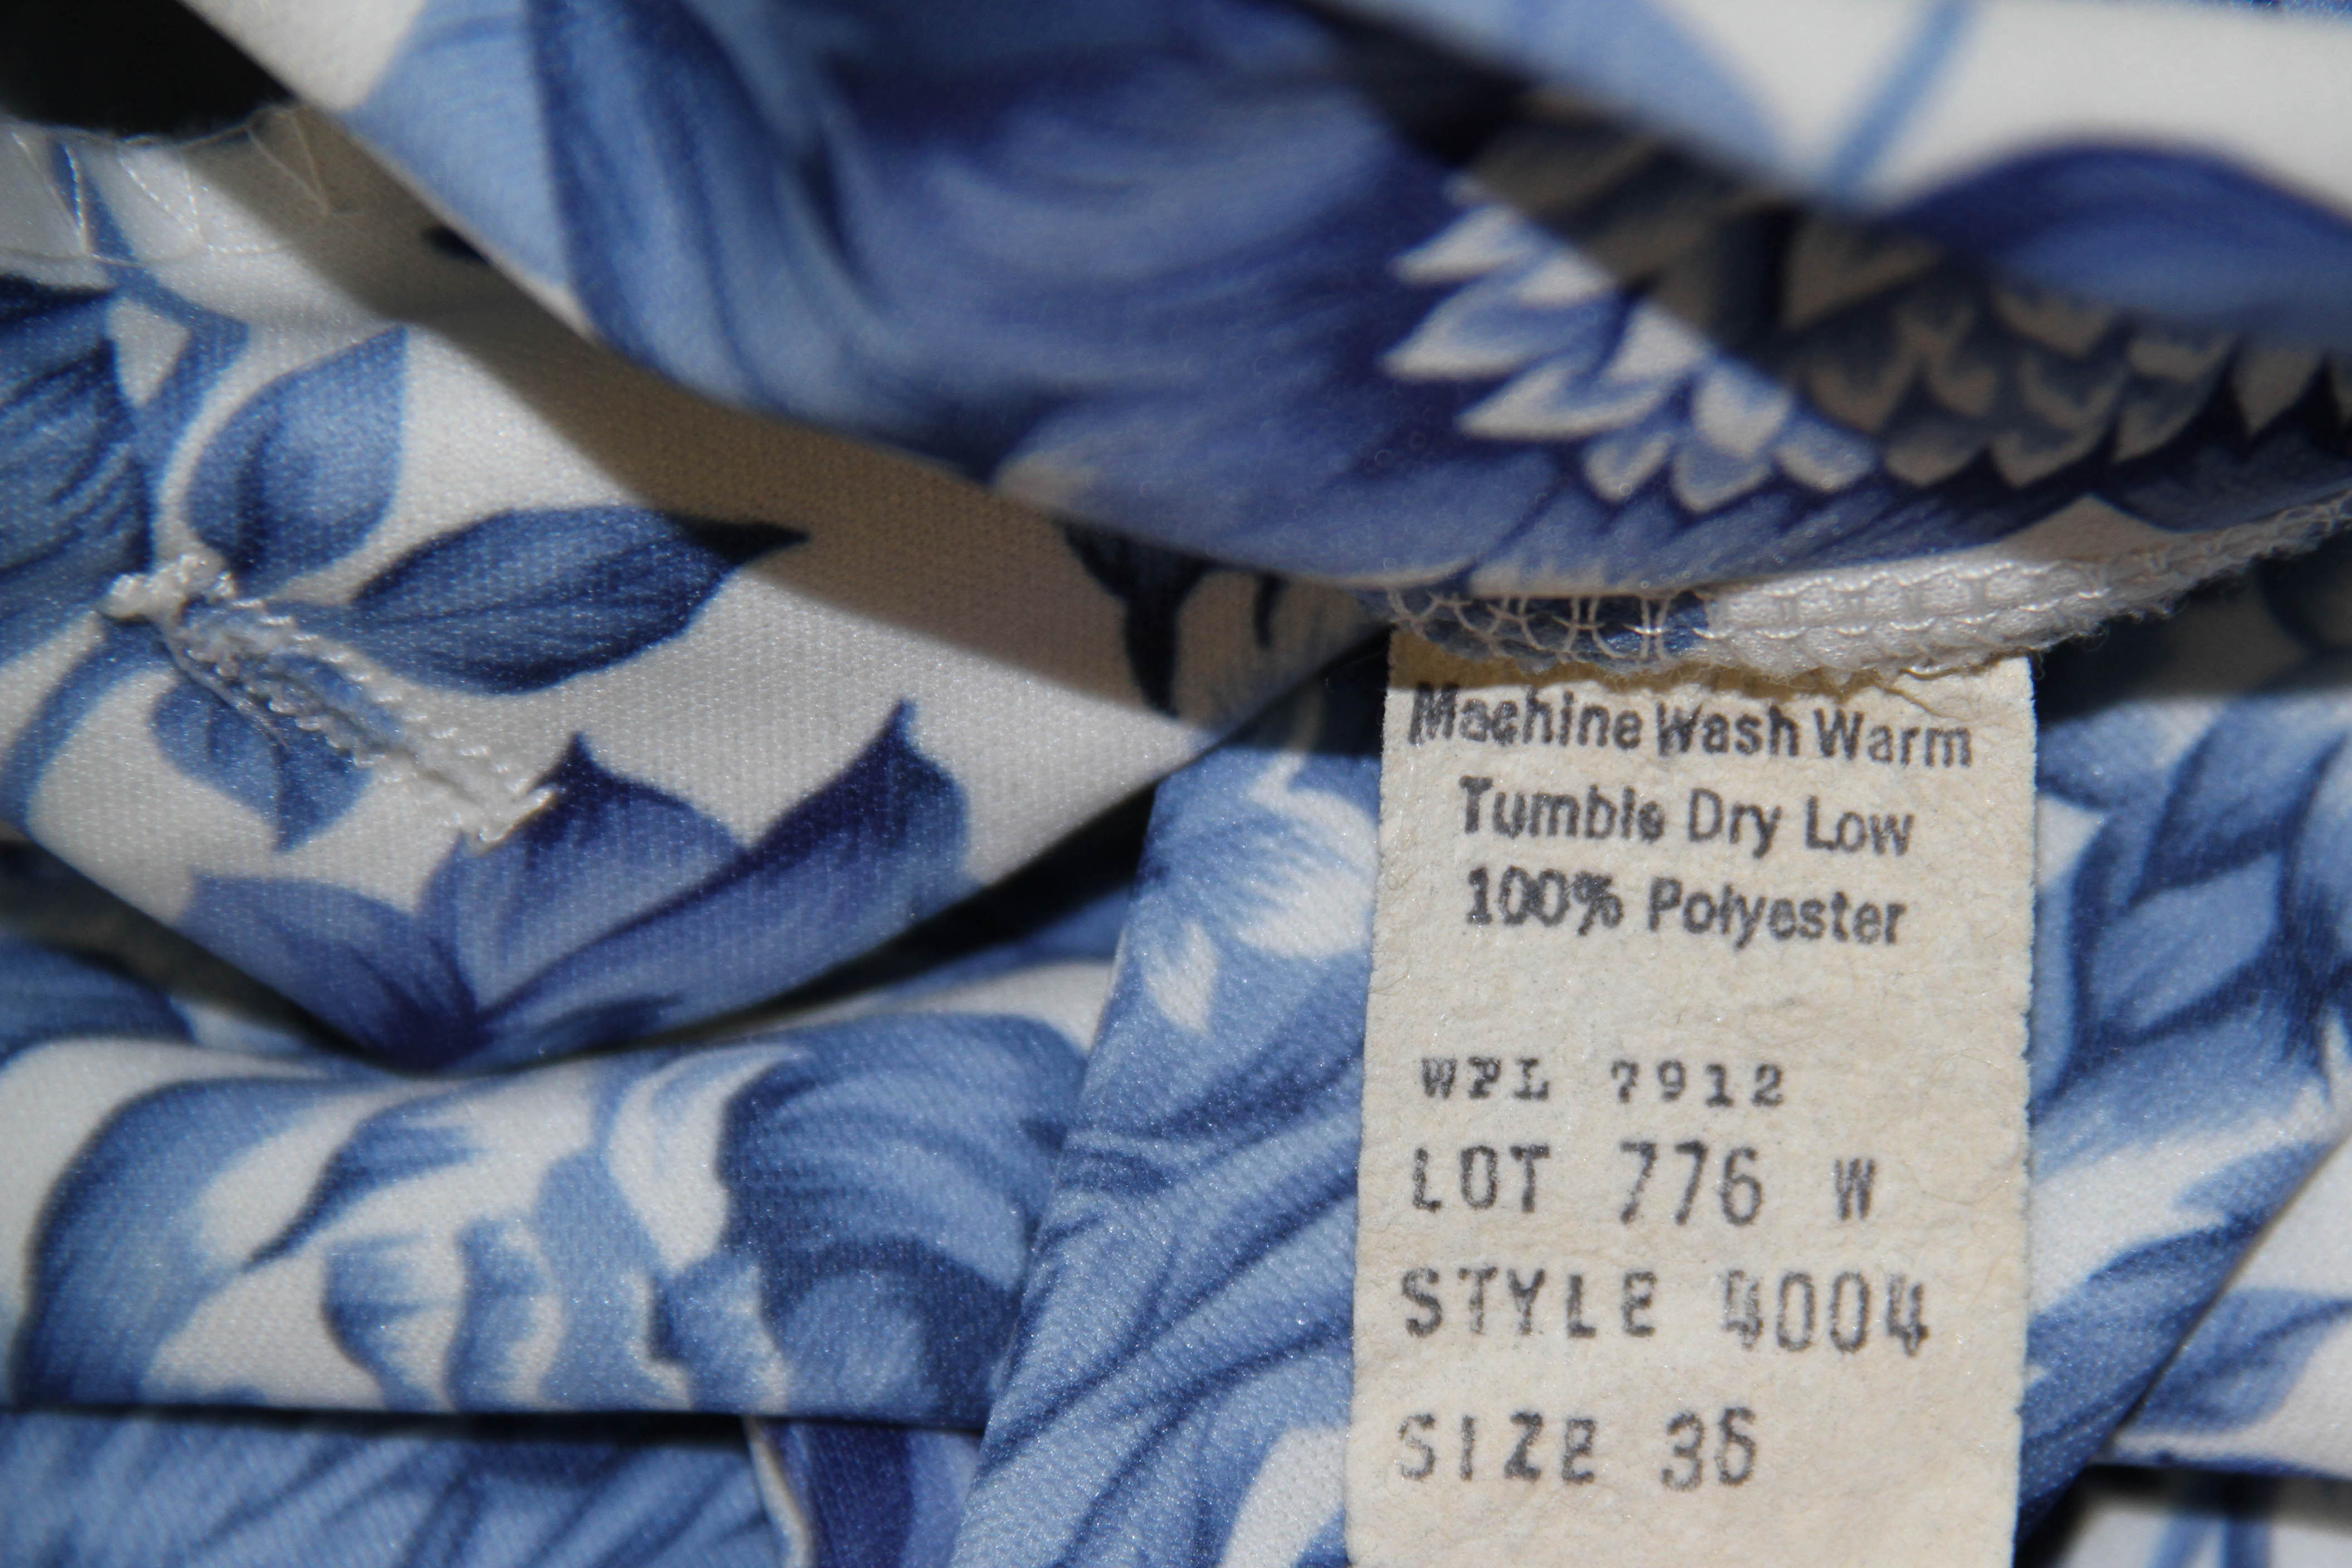 Machine Wash Warm
Tumble Dry Low
100% Polyester
WPL 7912
LOT 776 W
STYLE 4004
SIZE 36